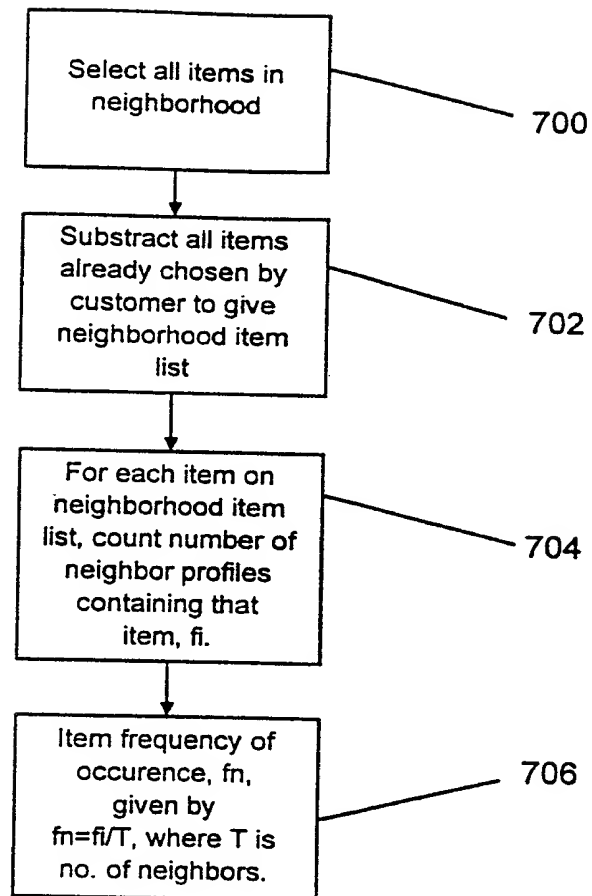 Select all items in
neighborhood
700
Substract all items
already chosen by
customer to give
neighborhood item
list
702
For each item on
neighborhood item
list, count number of
neighbor profiles
containing that
item, fi.
704
Item frequency of
occurence, fn,
given by
fn=fi/T, where T is
no. of neighbors.
706